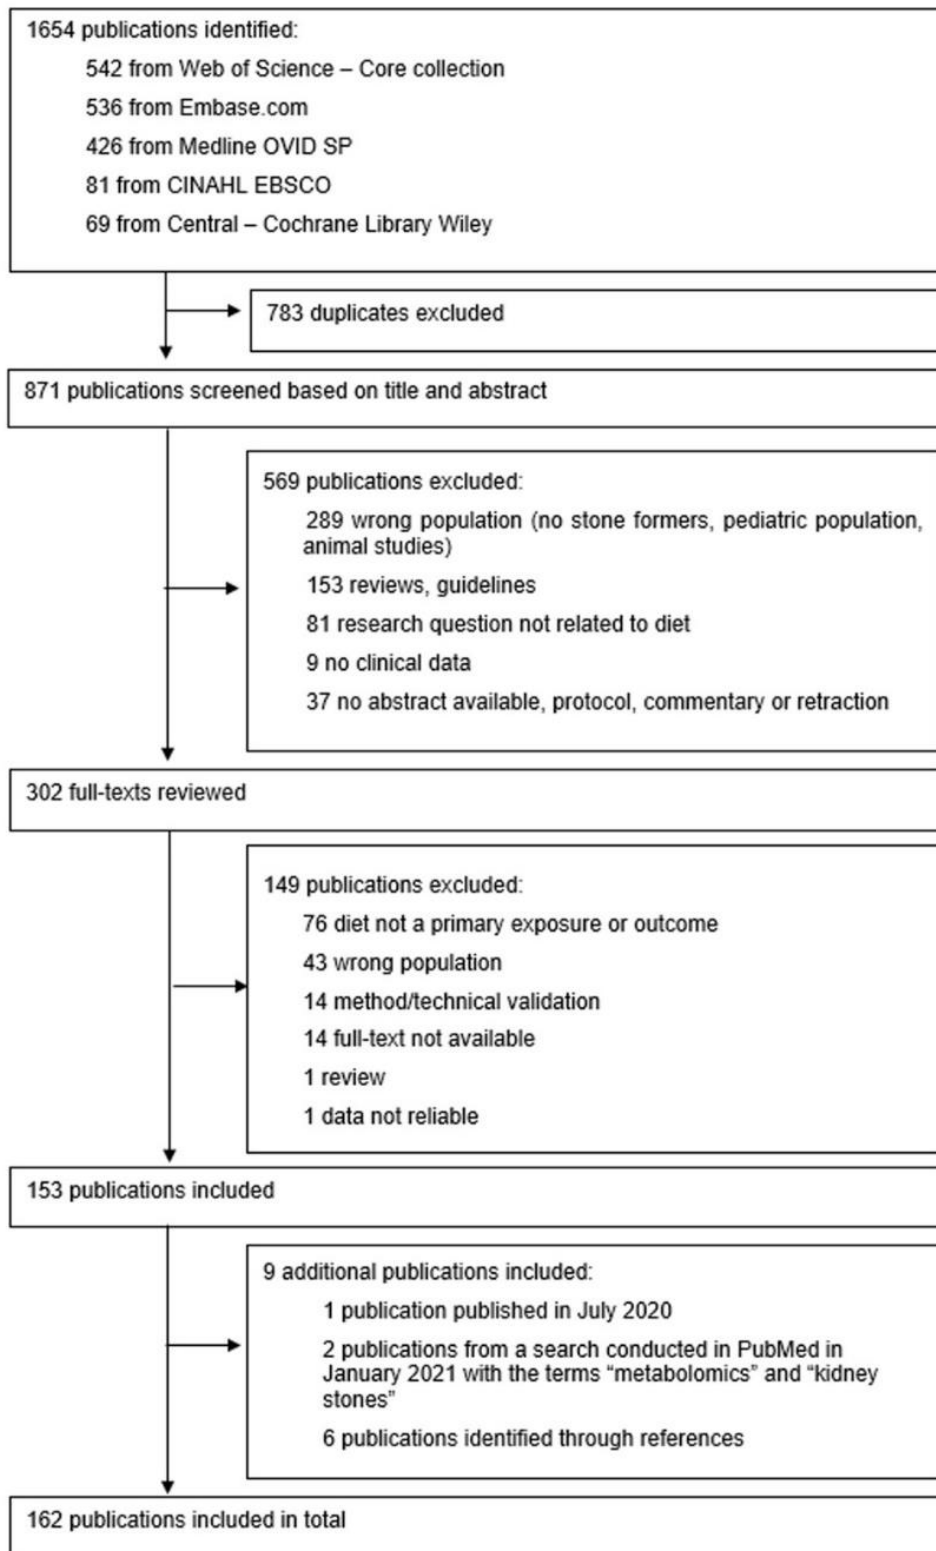 1654 publications identified:
542 from Web of Science – Core collection
536 from Embase.com
426 from Medline OVID SP
81 from CINAHL EBSCO
69 from Central – Cochrane Library Wiley
783 duplicates excluded
871 publications screened based on title and abstract
569 publications excluded:
289 wrong population (no stone formers, pediatric population,
animal studies)
153 reviews, guidelines
81 research question not related to diet
9 no clinical data
37 no abstract available, protocol, commentary or retraction
302 full-texts reviewed
149 publications excluded:
76 diet not a primary exposure or outcome
43 wrong population
14 method/technical validation
14 full-text not available
1 review
1 data not reliable
153 publications included
9 additional publications included:
1 publication published in July 2020
2 publications from a search conducted in PubMed in
January 2021 with the terms “metabolomics” and “kidney
stones”
6 publications identified through references
162 publications included in total